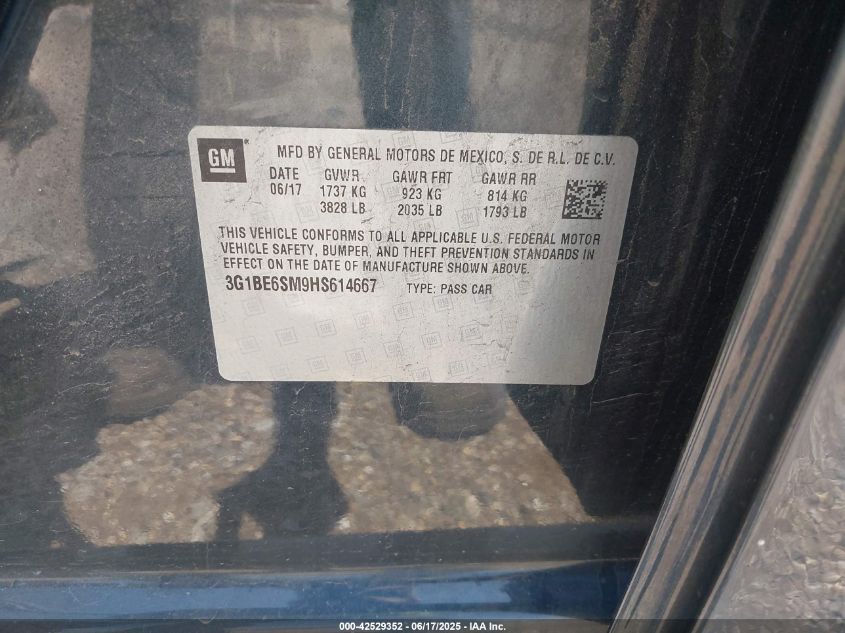 GM
MFD BY GENERAL MOTORS DE MEXICO, S. DE R.L. DE C.V.
DATE GVWR GAWR FRT GAWR RR
06/17 1737 KG 923 KG 814 KG
3828 LB 2035 LB 1793 LB
THIS VEHICLE CONFORMS TO ALL APPLICABLE U.S. FEDERAL MOTOR
VEHICLE SAFETY, BUMPER, AND THEFT PREVENTION STANDARDS IN
EFFECT ON THE DATE OF MANUFACTURE SHOWN ABOVE.
3G1BE6SM9HS614667 TYPE: PASS CAR
000-42529352 - 06/17/2025 - IAA Inc.